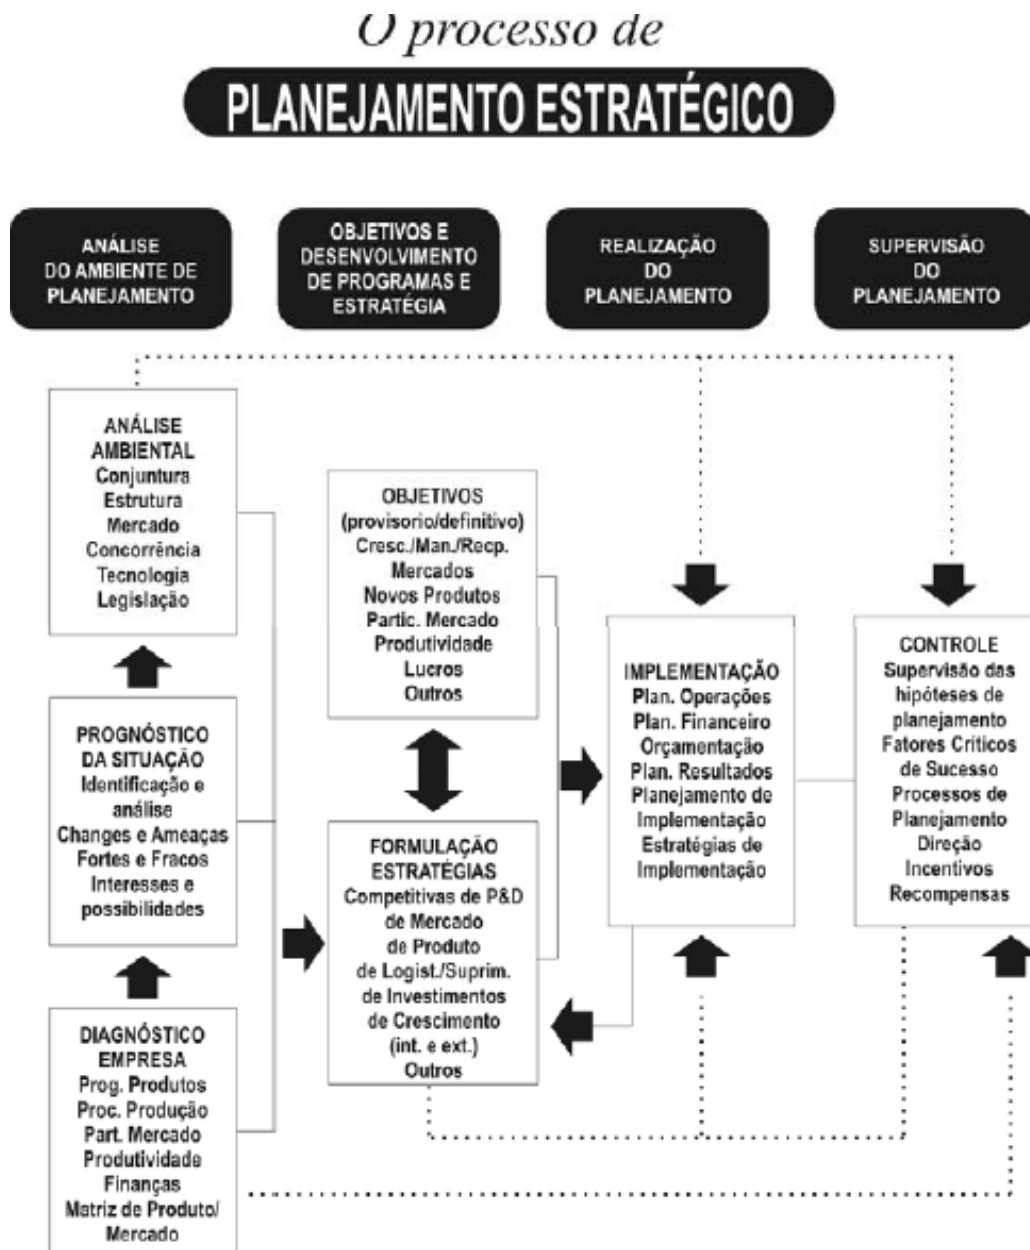 O processo de
PLANEJAMENTO ESTRATÉGICO
ANÁLISE
DO AMBIENTE DE
PLANEJAMENTO
OBJETIVOS E
DESENVOLVIMENTO
DE PROGRAMAS E
ESTRATÉGIA
REALIZAÇÃO
DO
PLANEJAMENTO
SUPERVISÃO
DO
PLANEJAMENTO
ANÁLISE
AMBIENTAL
Conjuntura
Estrutura
Mercado
Concorrência
Tecnologia
Legislação
PROGNÓSTICO
DA SITUAÇÃO
Identificação e
análise
Changes e Ameaças
Fortes e Fracos
Interesses e
possibilidades
DIAGNÓSTICO
EMPRESA
Prog. Produtos
Proc. Produção
Part. Mercado
Produtividade
Finanças
Matriz de Produto/
Mercado
OBJETIVOS
(provisorio/definitivo)
Cresc./Man./Recp.
Mercados
Novos Produtos
Partic. Mercado
Produtividade
Lucros
Outros
FORMULAÇÃO
ESTRATÉGIAS
Competitivas de P&D
de Mercado
de Produto
de Logist./Suprim.
de Investimentos
de Crescimento
(int. e ext.)
Outros
IMPLEMENTAÇÃO
Plan. Operações
Plan. Financeiro
Orçamentação
Plan. Resultados
Planejamento de
Implementação
Estratégias de
Implementação
CONTROLE
Supervisão das
hipóteses de
planejamento
Fatores Críticos
de Sucesso
Processos de
Planejamento
Direção
Incentivos
Recompensas